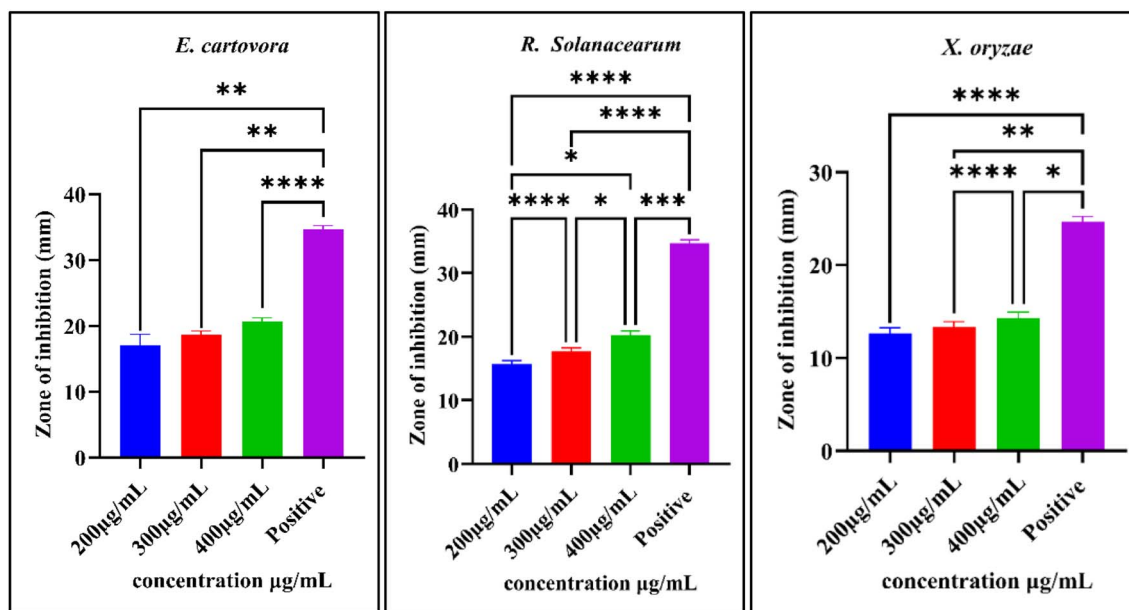 E. cartovora
**
**
****
Zone of inhibition (mm)
40
30
20
10
0
200µg/mL
300µg/mL
400µg/mL
Positive
concentration µg/mL
R. Solanacearum
****
****
*
**** * ***
Zone of inhibition (mm)
40
30
20
10
0
200µg/mL
300µg/mL
400µg/mL
Positive
concentration µg/mL
X. oryzae
****
**
**** *
Zone of inhibition (mm)
30
20
10
0
200µg/mL
300µg/mL
400µg/mL
Positive
concentration µg/mL